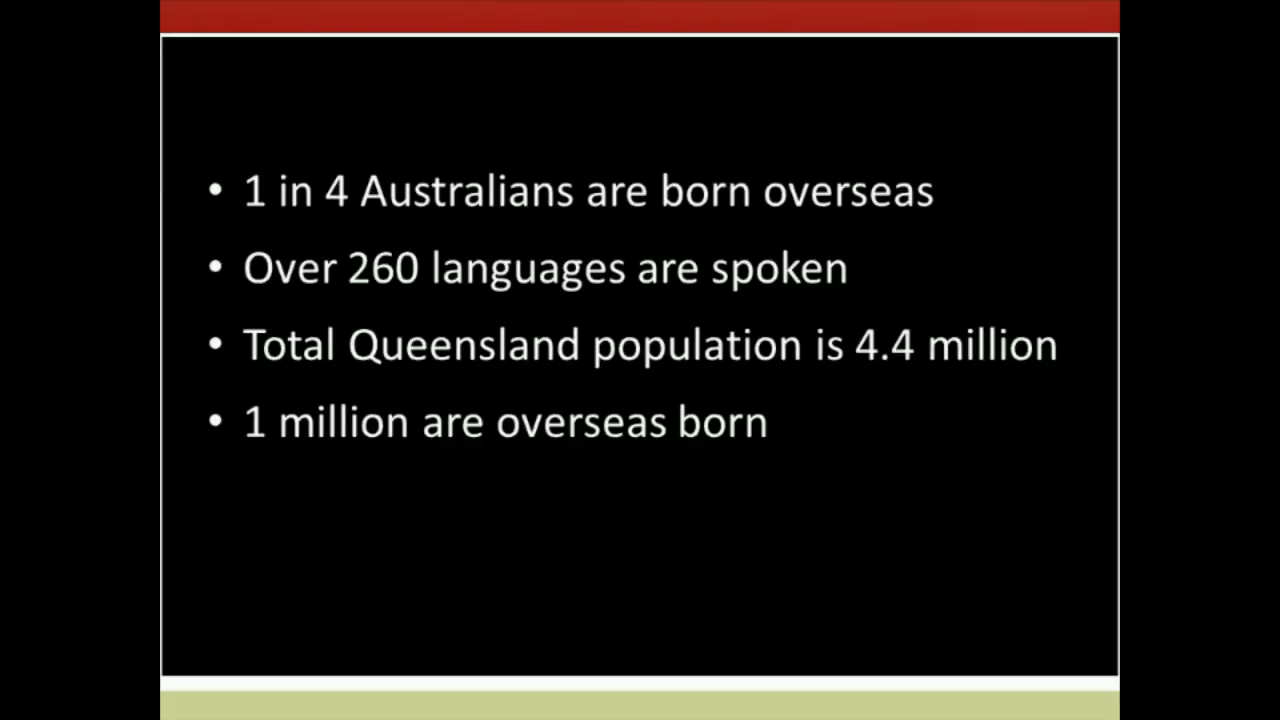 • 1 in 4 Australians are born overseas
• Over 260 languages are spoken
• Total Queensland population is 4.4 million
• 1 million are overseas born